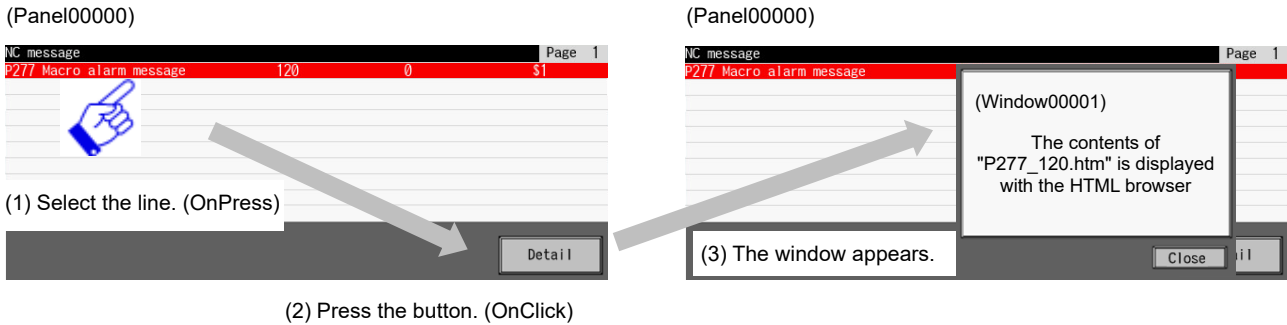 (Panel00000)
NC message Page 1
P277 Macro alarm message 120 0 $1
(1) Select the line. (OnPress)
Detail
(2) Press the button. (OnClick)
(Panel00000)
NC message Page 1
P277 Macro alarm message
(Window00001)
The contents of
"P277_120.htm" is displayed
with the HTML browser
(3) The window appears.
Close
il